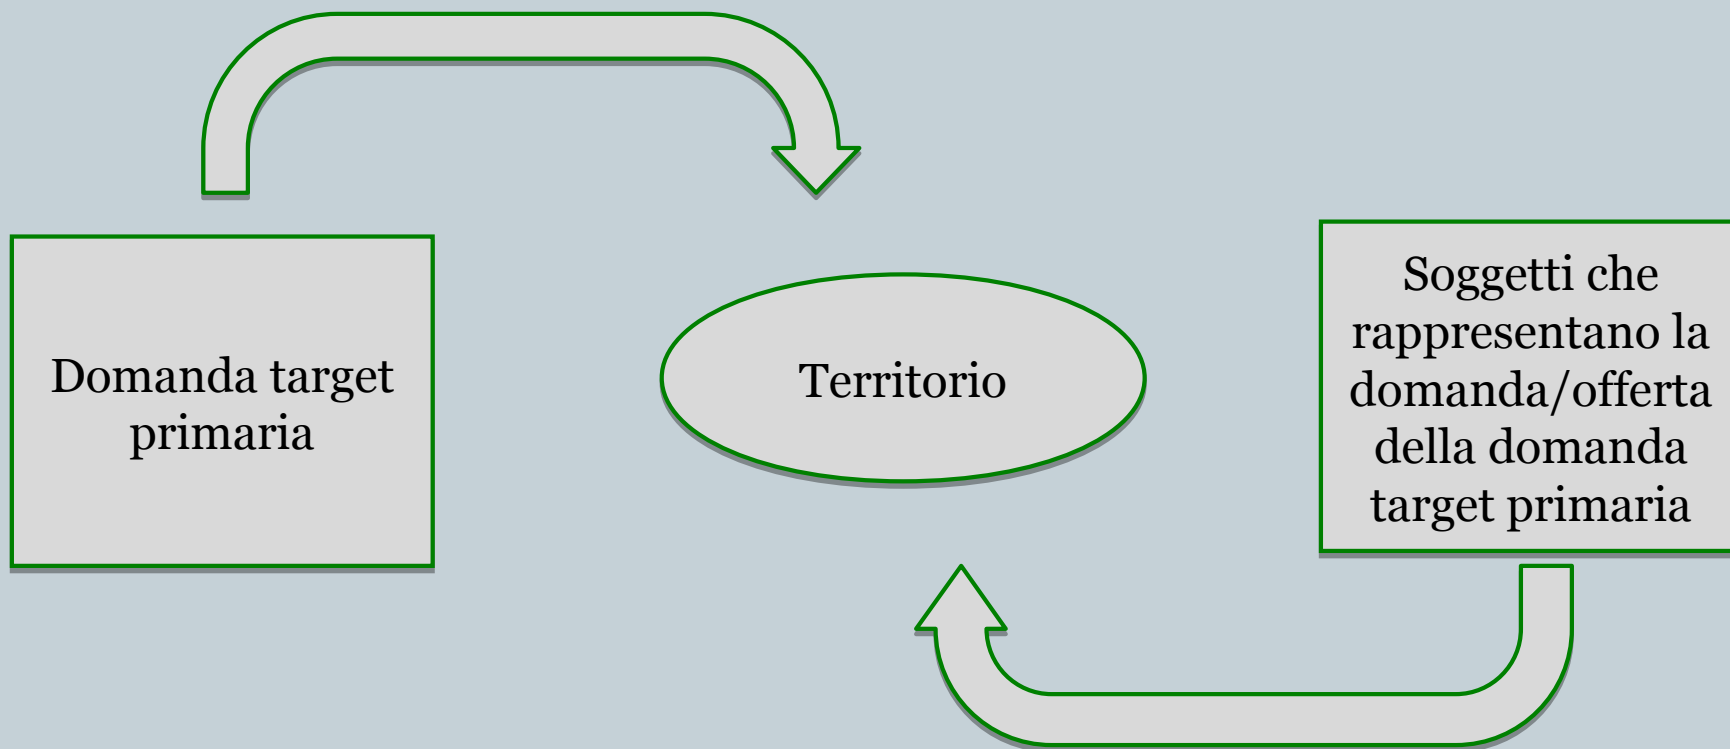 Domanda target
primaria
Territorio
Soggetti che
rappresentano la
domanda/offerta
della domanda
target primaria